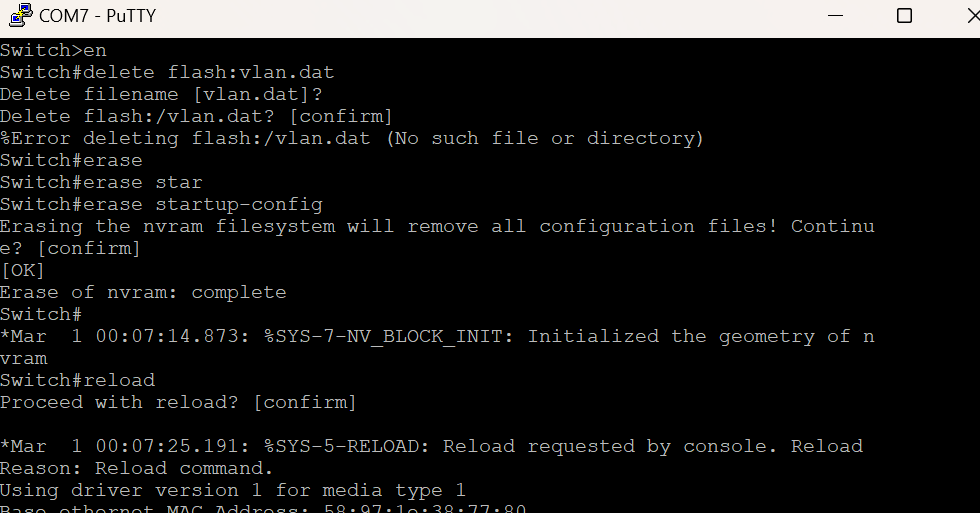 COM7 - PuTTY
Switch>en
Switch#delete flash:vlan.dat
Delete filename [vlan.dat]?
Delete flash:/vlan.dat? [confirm]
%Error deleting flash:/vlan.dat (No such file or directory)
Switch#erase
Switch#erase star
Switch#erase startup-config
Erasing the nvram filesystem will remove all configuration files! Continu
e? [confirm]
[OK]
Erase of nvram: complete
Switch#
*Mar  1 00:07:14.873: %SYS-7-NV_BLOCK_INIT: Initialized the geometry of n
vram
Switch#reload
Proceed with reload? [confirm]
*Mar  1 00:07:25.191: %SYS-5-RELOAD: Reload requested by console. Reload
Reason: Reload command.
Using driver version 1 for media type 1
Base ethernet MAC Address: 58:97:1e:38:77:80